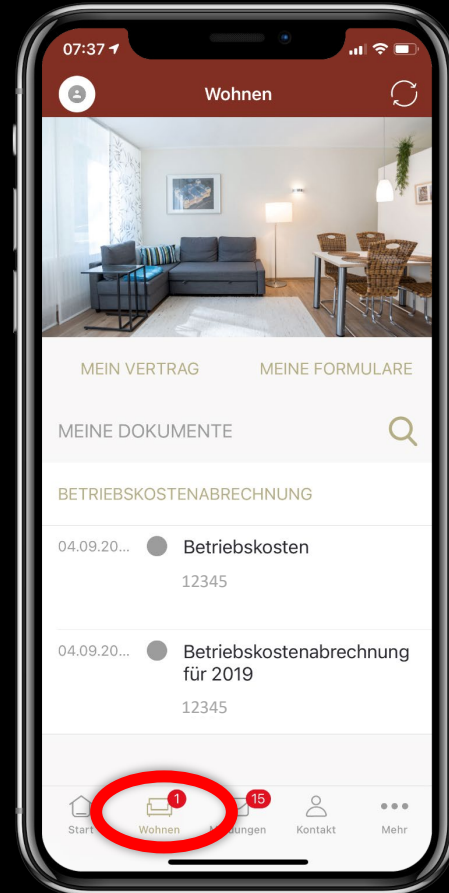 07:37
Wohnen
MEIN VERTRAG MEINE FORMULARE
MEINE DOKUMENTE
BETRIEBSKOSTENABRECHNUNG
04.09.20... Betriebskosten
12345
04.09.20... Betriebskostenabrechnung
für 2019
12345
1 15
Start Wohnen Kontakt Mehr